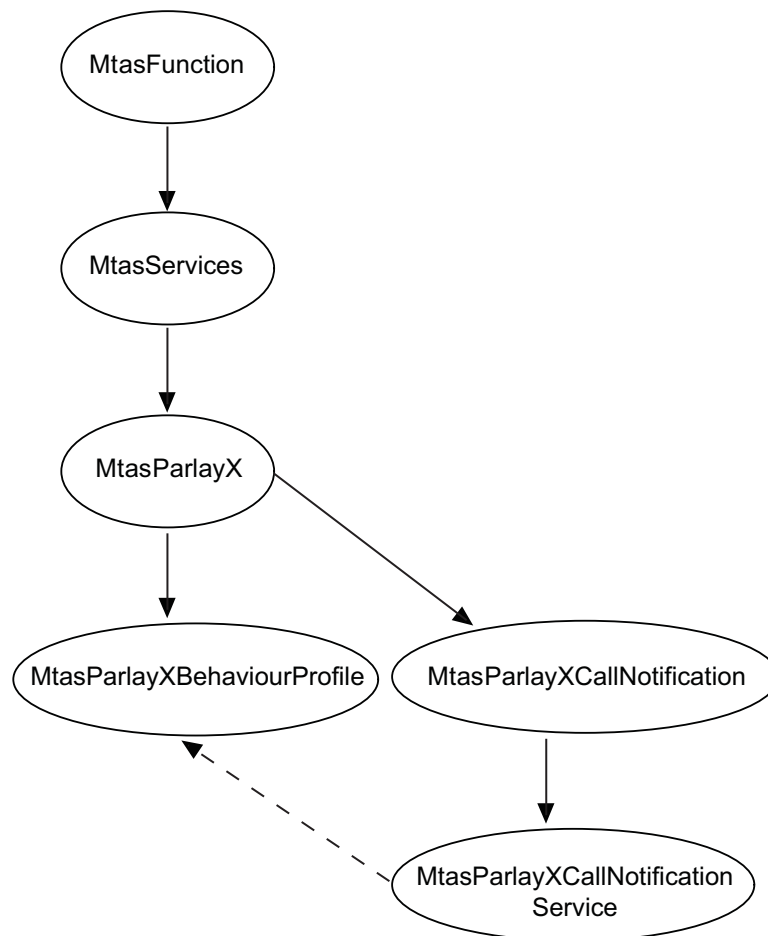 MtasFunction
MtasServices
MtasParlayX
MtasParlayXBehaviourProfile
MtasParlayXCallNotification
MtasParlayXCallNotification
Service